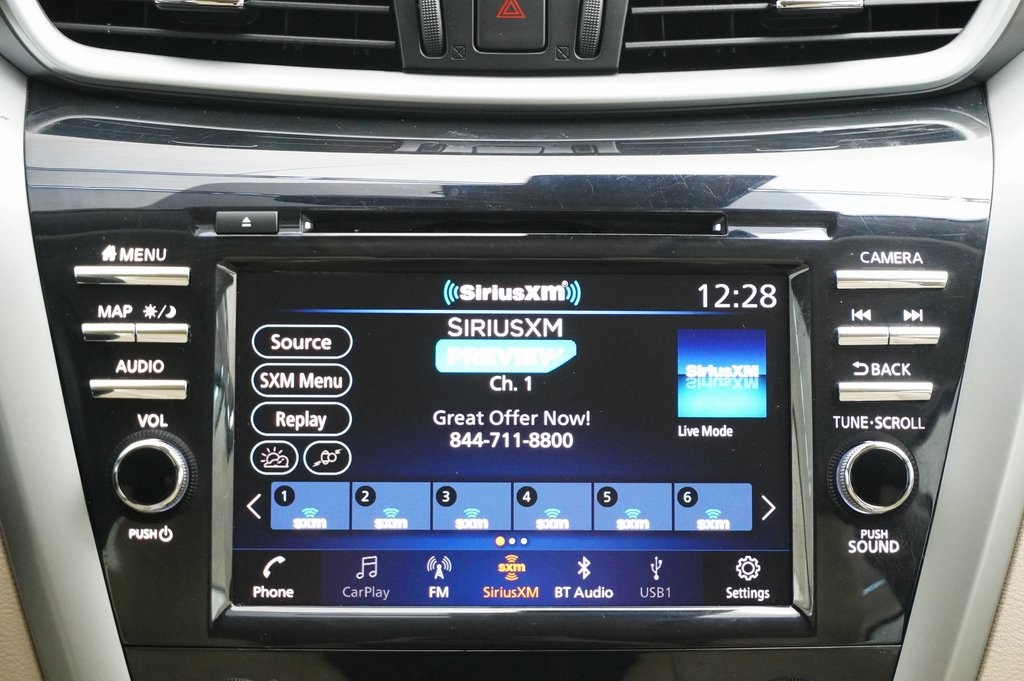 MENU
MAP
AUDIO
VOL
PUSH
SiriusXM
12:28
Source
SXM Menu
Replay
SIRIUSXM
PREVIEW
Ch. 1
Great Offer Now!
844-711-8800
SiriusXM
Live Mode
1 2 3 4 5 6
sxm sxm sxm sxm sxm sxm
sxm
Phone CarPlay FM SiriusXM BT Audio USB1 Settings
CAMERA
BACK
TUNE·SCROLL
PUSH
SOUND